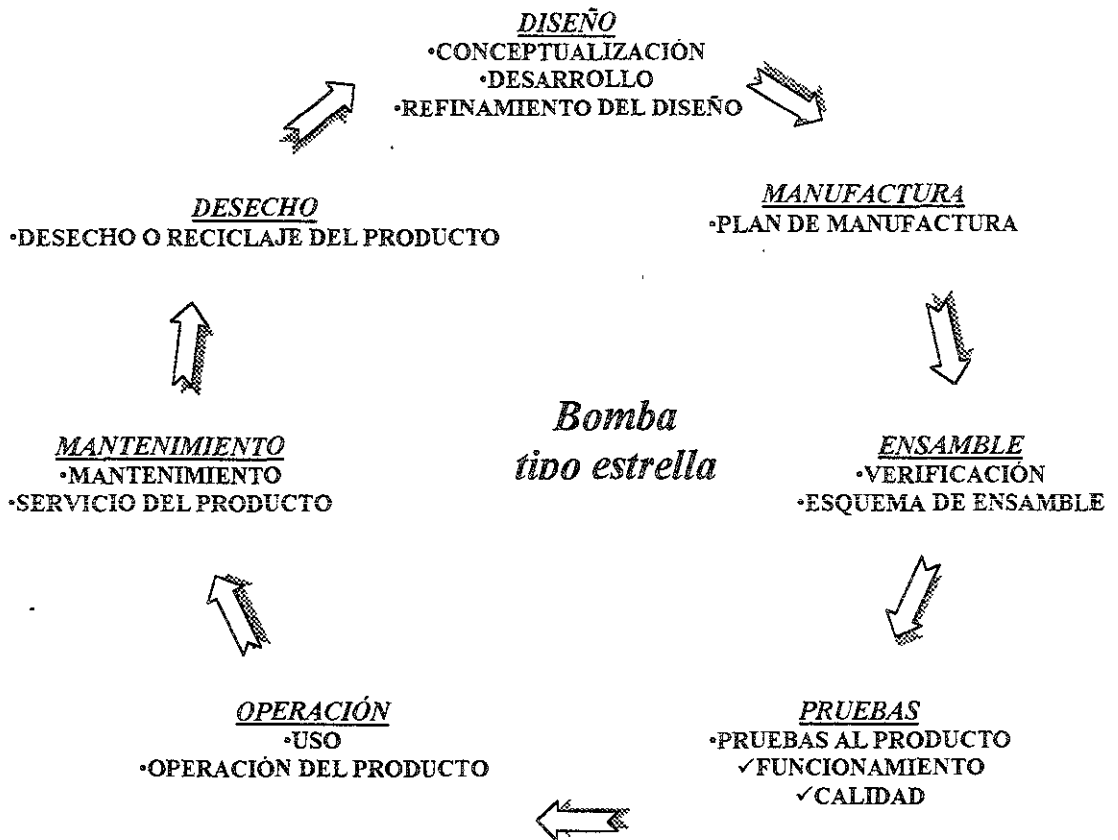 DISEÑO
•CONCEPTUALIZACIÓN
•DESARROLLO
•REFINAMIENTO DEL DISEÑO
MANUFACTURA
•PLAN DE MANUFACTURA
ENSAMBLE
•VERIFICACIÓN
•ESQUEMA DE ENSAMBLE
PRUEBAS
•PRUEBAS AL PRODUCTO
✓FUNCIONAMIENTO
✓CALIDAD
OPERACIÓN
•USO
•OPERACIÓN DEL PRODUCTO
MANTENIMIENTO
•MANTENIMIENTO
•SERVICIO DEL PRODUCTO
DESECHO
•DESECHO O RECICLAJE DEL PRODUCTO
Bomba
tipo estrella